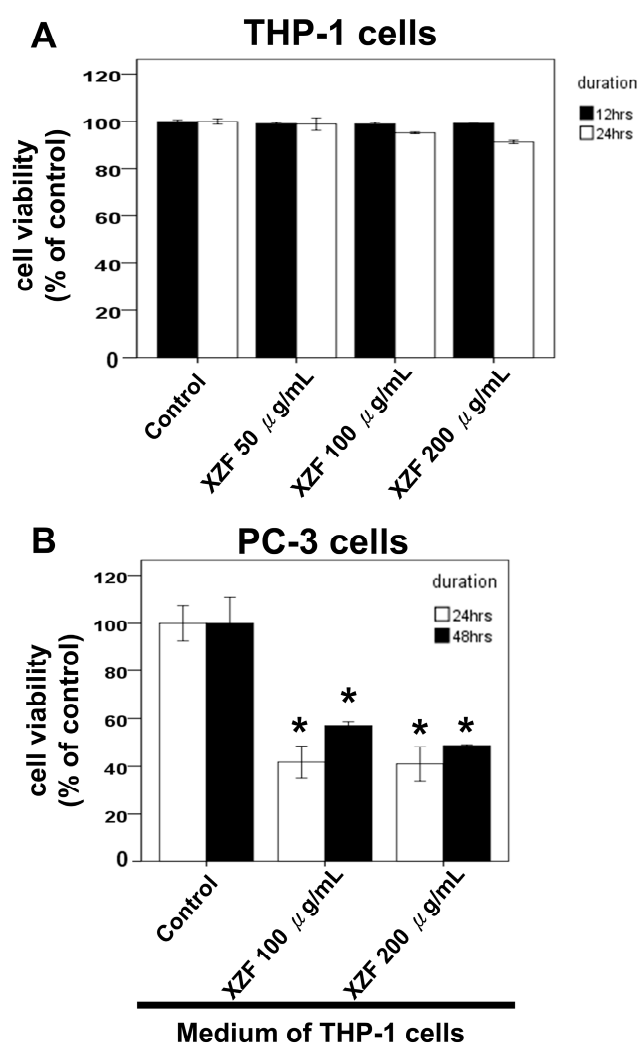 A
THP-1 cells
cell viability
(% of control)
120
100
80
60
40
20
0
duration
12hrs
24hrs
Control
XZF 50 μg/mL
XZF 100 μg/mL
XZF 200 μg/mL
B
PC-3 cells
cell viability
(% of control)
120
100
80
60
40
20
0
duration
24hrs
48hrs
*
*
*
*
Control
XZF 100 μg/mL
XZF 200 μg/mL
Medium of THP-1 cells